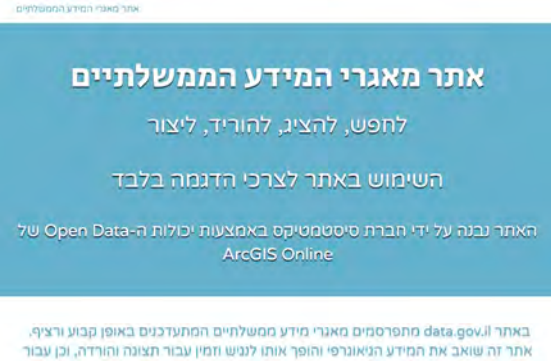 אתר מאגרי המידע הממשלתיים
אתר מאגרי המידע הממשלתיים
לחפש, להציג, להוריד, ליצור
השימוש באתר לצרכי הדגמה בלבד
האתר נבנה על ידי חברת סיסטמטיקס באמצעות יכולות ה-Open Data של
ArcGIS Online
באתר data.gov.il מתפרסמים מאגרי מידע ממשלתיים המתעדכנים באופן קבוע ורציף.
אתר זה שואב את המידע הגיאוגרפי והופך אותו לנגיש וזמין עבור תצוגה והורדה, וכן עבור